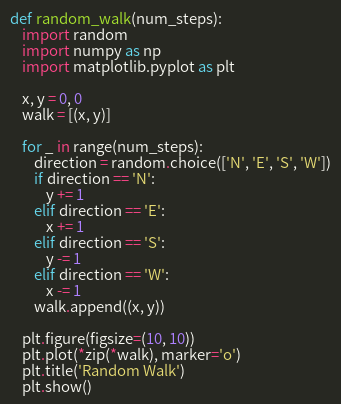 def random_walk(num_steps):
    import random
    import numpy as np
    import matplotlib.pyplot as plt

    x, y = 0, 0
    walk = [(x, y)]

    for _ in range(num_steps):
        direction = random.choice(['N', 'E', 'S', 'W'])
        if direction == 'N':
            y += 1
        elif direction == 'E':
            x += 1
        elif direction == 'S':
            y -= 1
        elif direction == 'W':
            x -= 1
        walk.append((x, y))

    plt.figure(figsize=(10, 10))
    plt.plot(*zip(*walk), marker='o')
    plt.title('Random Walk')
    plt.show()